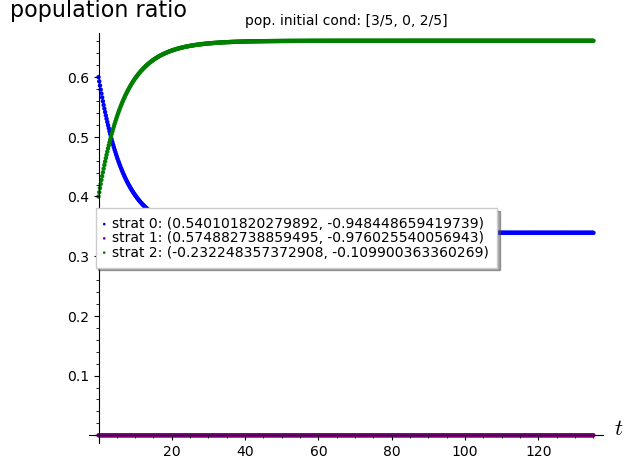 population ratio
pop. initial cond: [3/5, 0, 2/5]
0.6
0.5
0.4
strat 0: (0.540101820279892, -0.948448659419739)
strat 1: (0.574882738859495, -0.976025540056943)
strat 2: (-0.232248357372908, -0.109900363360269)
0.3
0.2
0.1
t
20 40 60 80 100 120